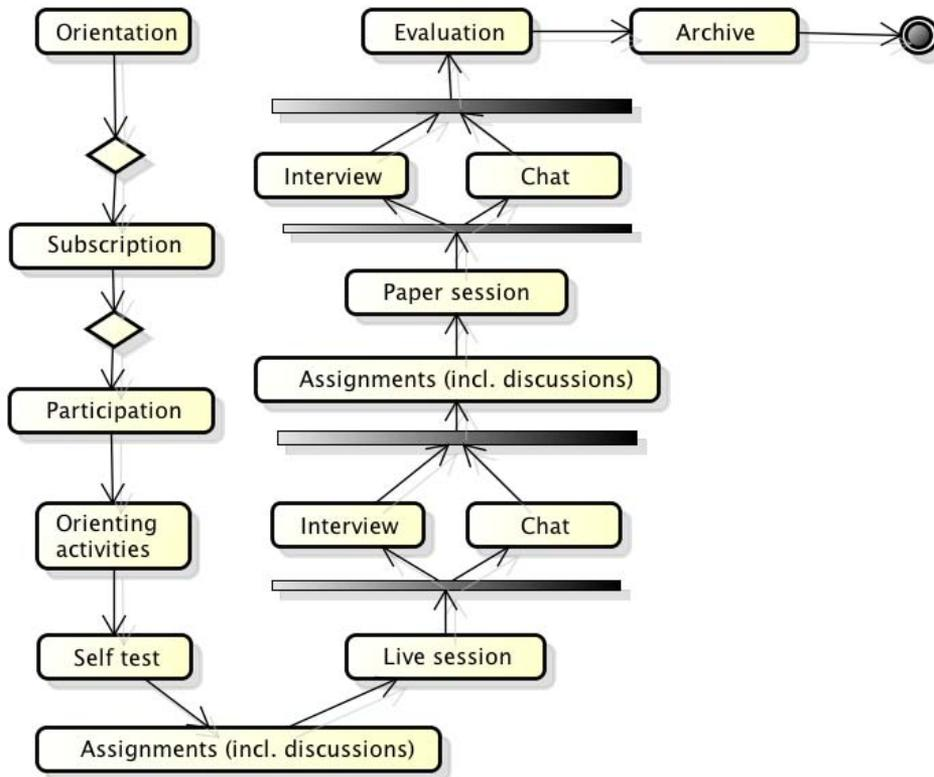 Orientation
Subscription
Participation
Orienting
activities
Self test
Assignments (incl. discussions)
Live session
Interview
Chat
Assignments (incl. discussions)
Paper session
Interview
Chat
Evaluation
Archive